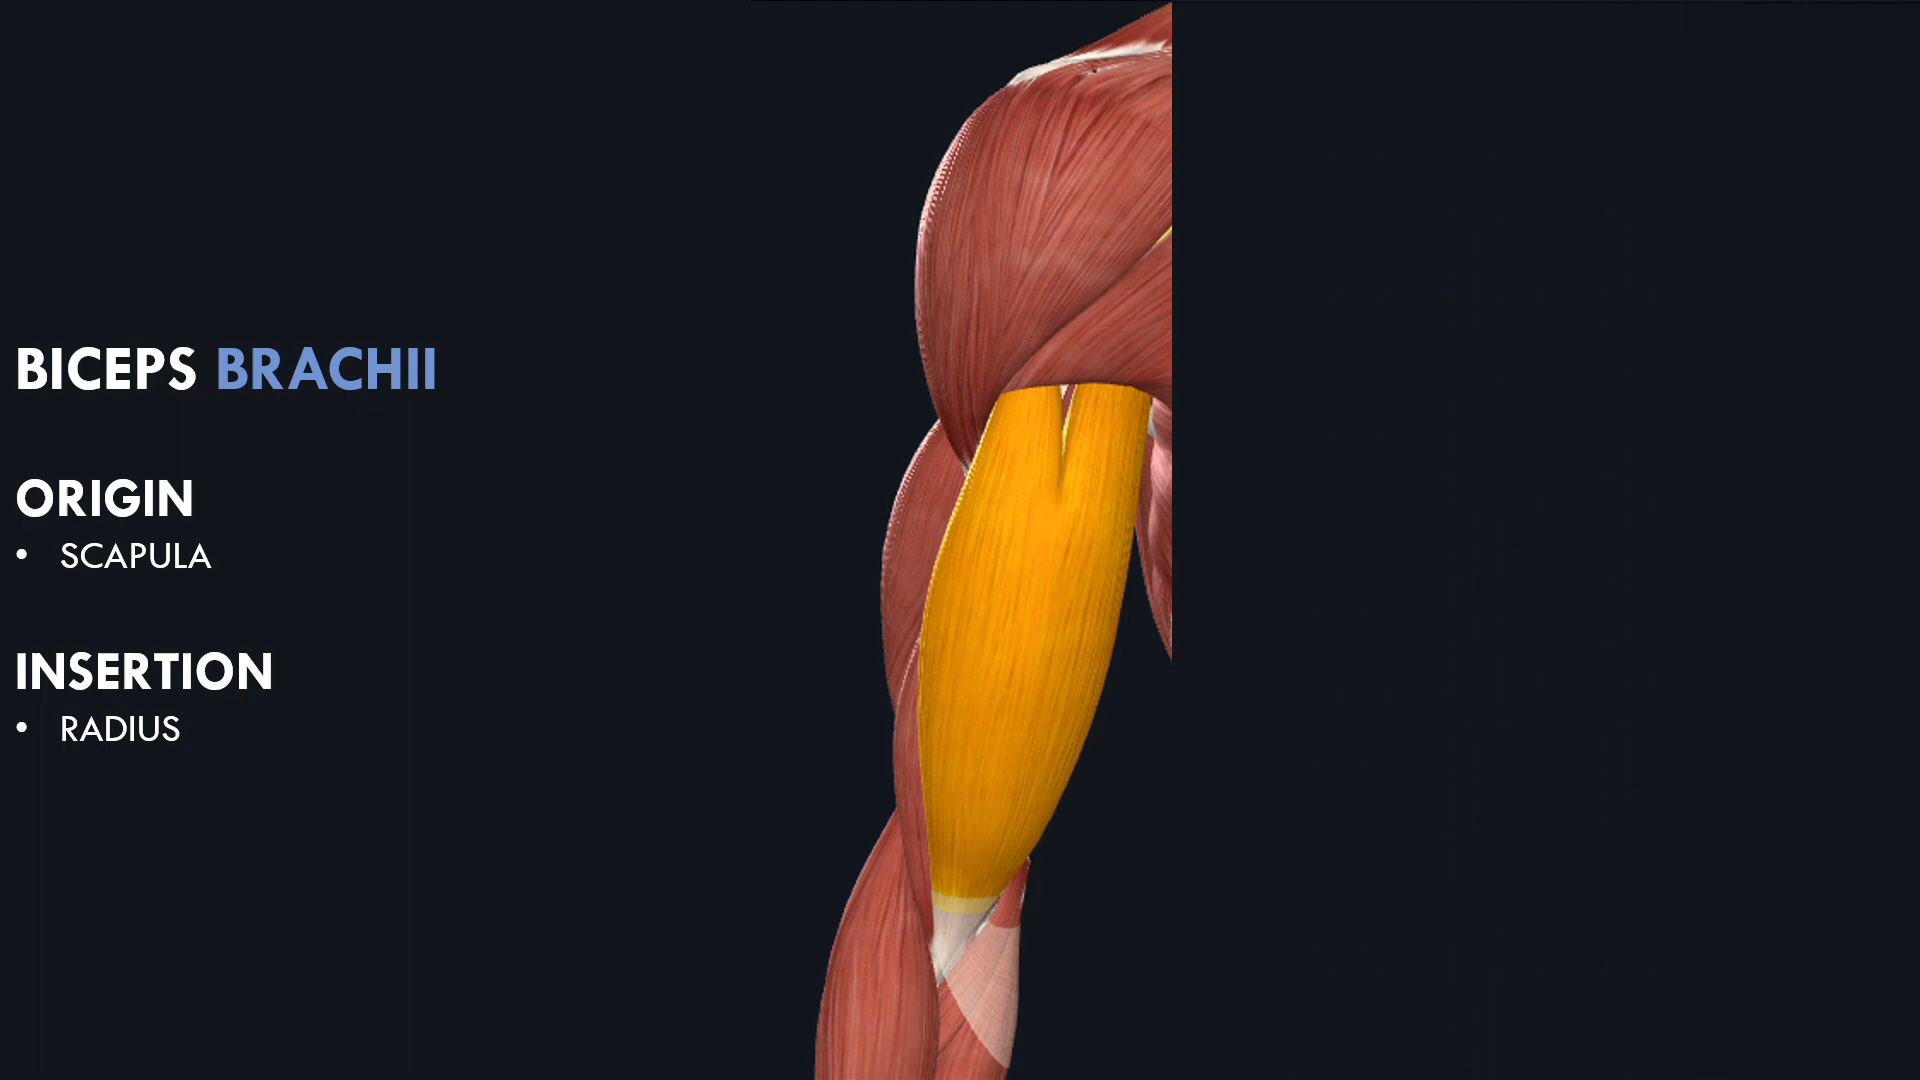 BICEPS BRACHII
ORIGIN
• SCAPULA
INSERTION
• RADIUS